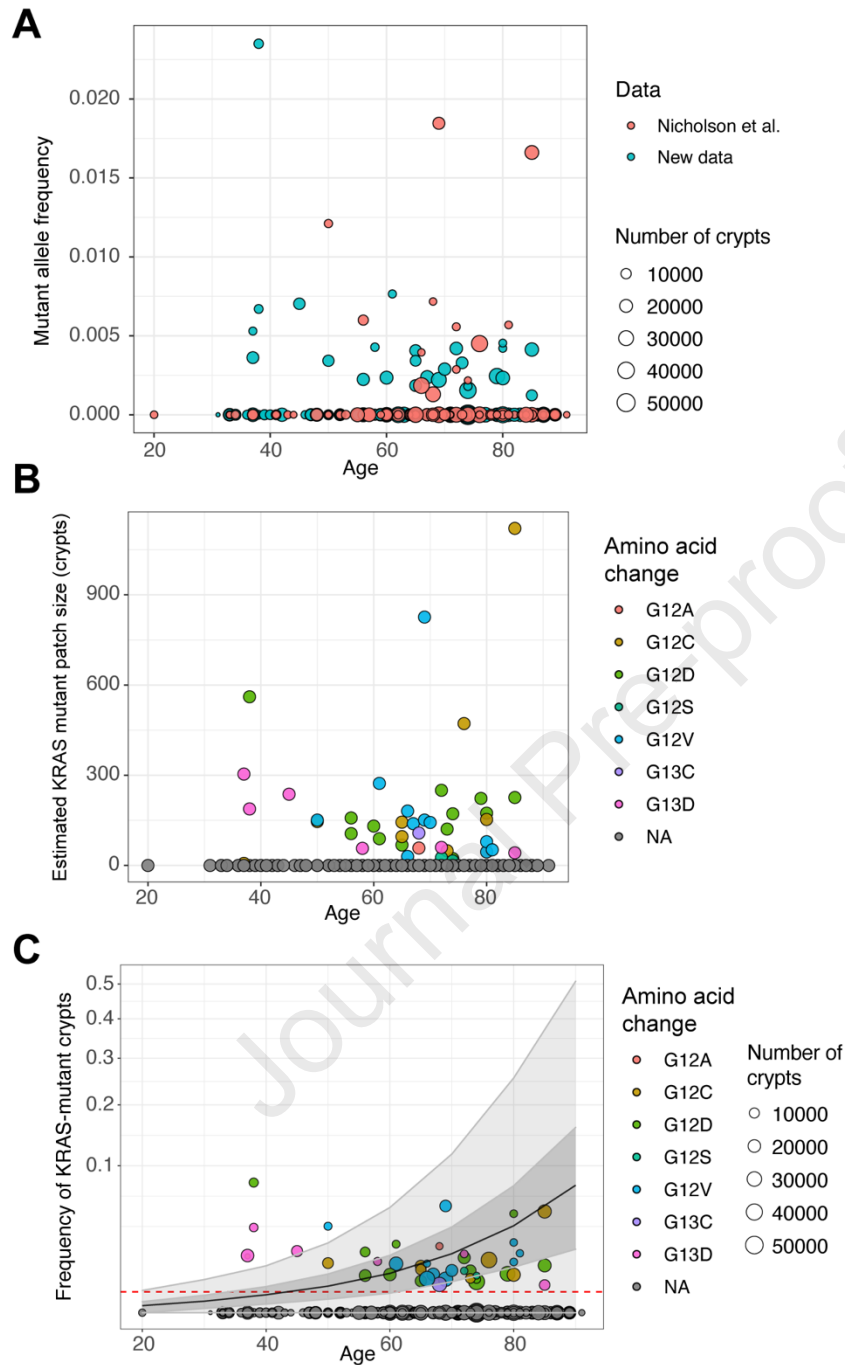 A
Mutant allele frequency
0.020
0.015
0.010
0.005
0.000
20 40 60 80
Age
Data
Nicholson et al.
New data
Number of crypts
10000
20000
30000
40000
50000
B
Estimated KRAS mutant patch size (crypts)
900
600
300
0
20 40 60 80
Age
Amino acid
change
G12A
G12C
G12D
G12S
G12V
G13C
G13D
NA
C
Frequency of KRAS-mutant crypts
0.5
0.4
0.3
0.2
0.1
20 40 60 80
Age
Amino acid
change
G12A
G12C
G12D
G12S
G12V
G13C
G13D
NA
Number of
crypts
10000
20000
30000
40000
50000
Journal Pre-proof